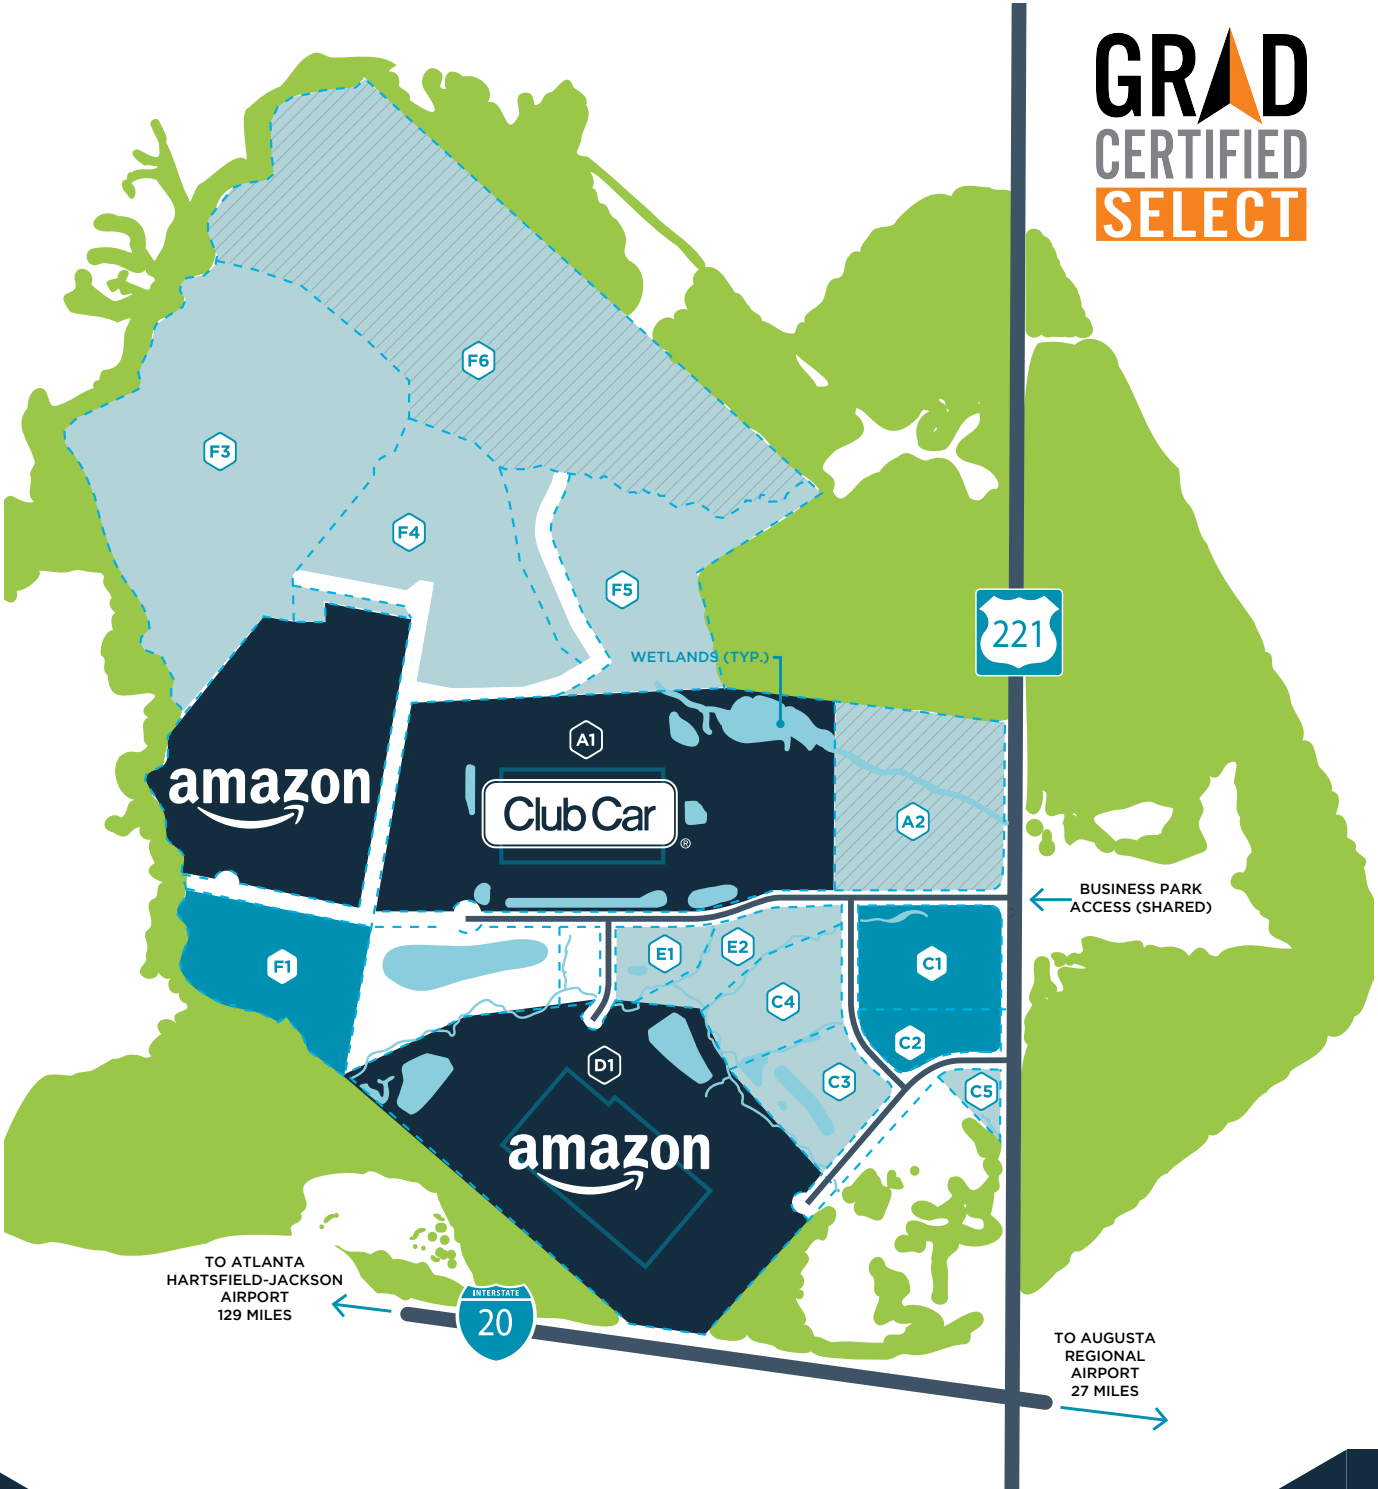 GRAD
CERTIFIED
SELECT
F6
F3
F4
F5
221
WETLANDS (TYP.)
A1
amazon
Club Car
®
A2
BUSINESS PARK
ACCESS (SHARED)
E1
E2
F1
C1
C4
C2
D1
C3
C5
amazon
TO ATLANTA
HARTSFIELD-JACKSON
AIRPORT
129 MILES
INTERSTATE
20
TO AUGUSTA
REGIONAL
AIRPORT
27 MILES